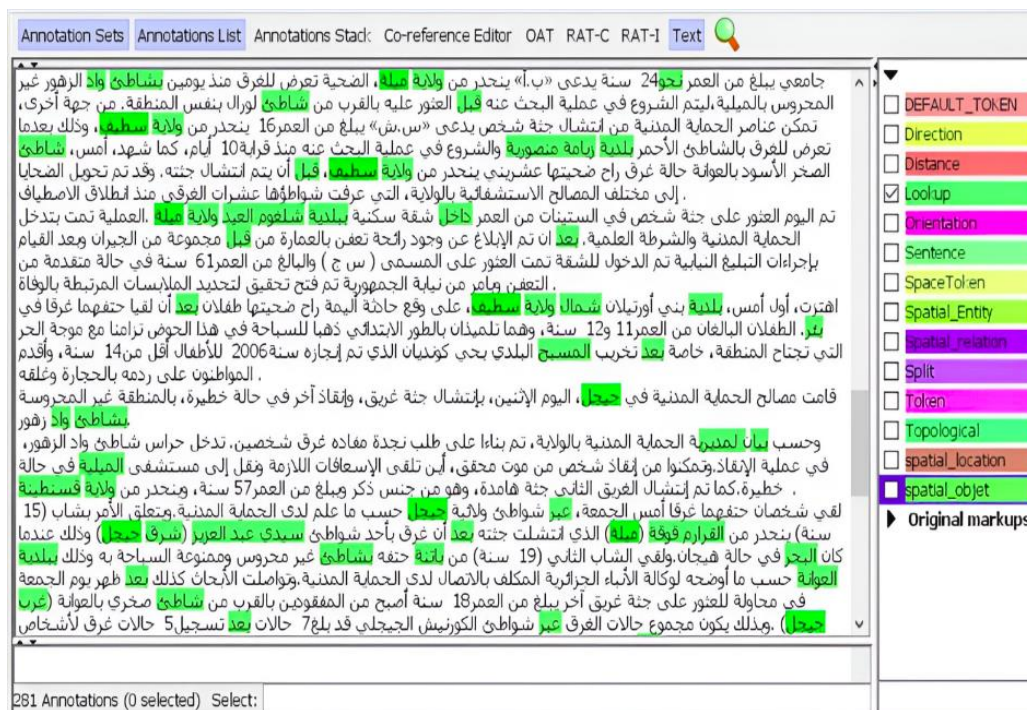 Annotation Sets Annotations List Annotations Stack Co-reference Editor OAT RAT-C RAT-I Text
جامعي يبلغ من العمر نحو24 سنة يدعى «ب.أ» ينحدر من ولاية ميلة، الضحية تعرض للغرق منذ يومين بشاطئ واد الزهور غير
المحروس بالميلية،ليتم الشروع في عملية البحث عنه قبل العثور عليه بالقرب من شاطئ لورال بنفس المنطقة. من جهة أخرى،
تمكن عناصر الحماية المدنية من انتشال جثة شخص يدعى «س.ش» يبلغ من العمر16 ينحدر من ولاية سطيف، وذلك بعدما
تعرض للغرق بالشاطئ الأحمر بلدية زيامة منصورية والشروع في عملية البحث عنه منذ قرابة10 أيام، كما شهد، أمس، شاطئ
الصخر الأسود بالعوانة حالة غرق راح ضحيتها عشريني ينحدر من ولاية سطيف، قبل أن يتم انتشال جثته. وقد تم تحويل الضحايا
إلى مختلف المصالح الاستشفائية بالولاية، التي عرفت شواطؤها عشرات الغرقى منذ انطلاق الاصطياف .
تم اليوم العثور على جثة شخص في الستينات من العمر داخل شقة سكنية ببلدية شلغوم العيد ولاية ميلة .العملية تمت بتدخل
الحماية المدنية والشرطة العلمية. بعد ان تم الإبلاغ عن وجود رائحة تعفن بالعمارة من قبل مجموعة من الجيران وبعد القيام
بإجراءات التبليغ النيابية تم الدخول للشقة تمت العثور على المسمى ( س ج ) والبالغ من العمر61 سنة في حالة متقدمة من
التعفن وبامر من نيابة الجمهورية تم فتح تحقيق لتحديد الملابسات المرتبطة بالوفاة .
اهتزت، أول أمس، بلدية بني أورتيلان شمال ولاية سطيف، على وقع حادثة أليمة راح ضحيتها طفلان بعد أن لقيا حتفهما غرقا في
بئر. الطفلان البالغان من العمر11 و12 سنة، وهما تلميذان بالطور الابتدائي ذهبا للسباحة في هذا الحوض تزامنا مع موجة الحر
التي تجتاح المنطقة، خاصة بعد تخريب المسبح البلدي بحي كونديان الذي تم إنجازه سنة2006 للأطفال أقل من14 سنة، وأقدم
المواطنون على ردمه بالحجارة وغلقه .
قامت مصالح الحماية المدنية في جيجل، اليوم الإثنين، بإنتشال جثة غريق، وإنقاذ آخر في حالة خطيرة، بالمنطقة غير المحروسة
بشاطئ واد زهور.
وحسب بيان لمديرية الحماية المدنية بالولاية، تم بناءا على طلب نجدة مفاده غرق شخصين. تدخل حراس شاطئ واد الزهور،
في عملية الإنقاذ.وتمكنوا من إنقاذ شخص من موت محقق، أين تلقى الإسعافات اللازمة ونقل إلى مستشفى الميلية في حالة
خطيرة.كما تم إنتشال الغريق الثاني جثة هامدة، وهو من جنس ذكر ويبلغ من العمر57 سنة، وينحدر من ولاية قسنطينة .
لقي شخصان حتفهما غرقا أمس الجمعة، عبر شواطئ ولائية جيجل حسب ما علم لدى الحماية المدنية.ويتعلق الأمر بشاب (15
سنة) ينحدر من القرارم قوقة (ميلة) الذي انتشلت جثته بعد أن غرق بأحد شواطئ سيدي عبد العزيز (شرق جيجل) وذلك عندما
كان البحر في حالة هيجان.ولقي الشاب الثاني (19 سنة) من باتنة حتفه بشاطئ غير محروس وممنوعة السباحة به وذلك ببلدية
العوانة حسب ما أوضحه لوكالة الأنباء الجزائرية المكلف بالاتصال لدى الحماية المدنية.وتواصلت الأبحاث كذلك بعد ظهر يوم الجمعة
في محاولة للعثور على جثة غريق آخر يبلغ من العمر18 سنة أصبح من المفقودين بالقرب من شاطئ صخري بالعوانة (غرب
جيجل) .وبذلك يكون مجموع حالات الغرق عبر شواطئ الكورنيش الجيجلي قد بلغ7 حالات بعد تسجيل5 حالات غرق لأشخاص
DEFAULT_TOKEN
Direction
Distance
Lookup
Orientation
Sentence
SpaceToken
Spatial_Entity
Spatial_relation
Split
Token
Topological
spatial_location
spatial_objet
Original markups
281 Annotations (0 selected) Select: